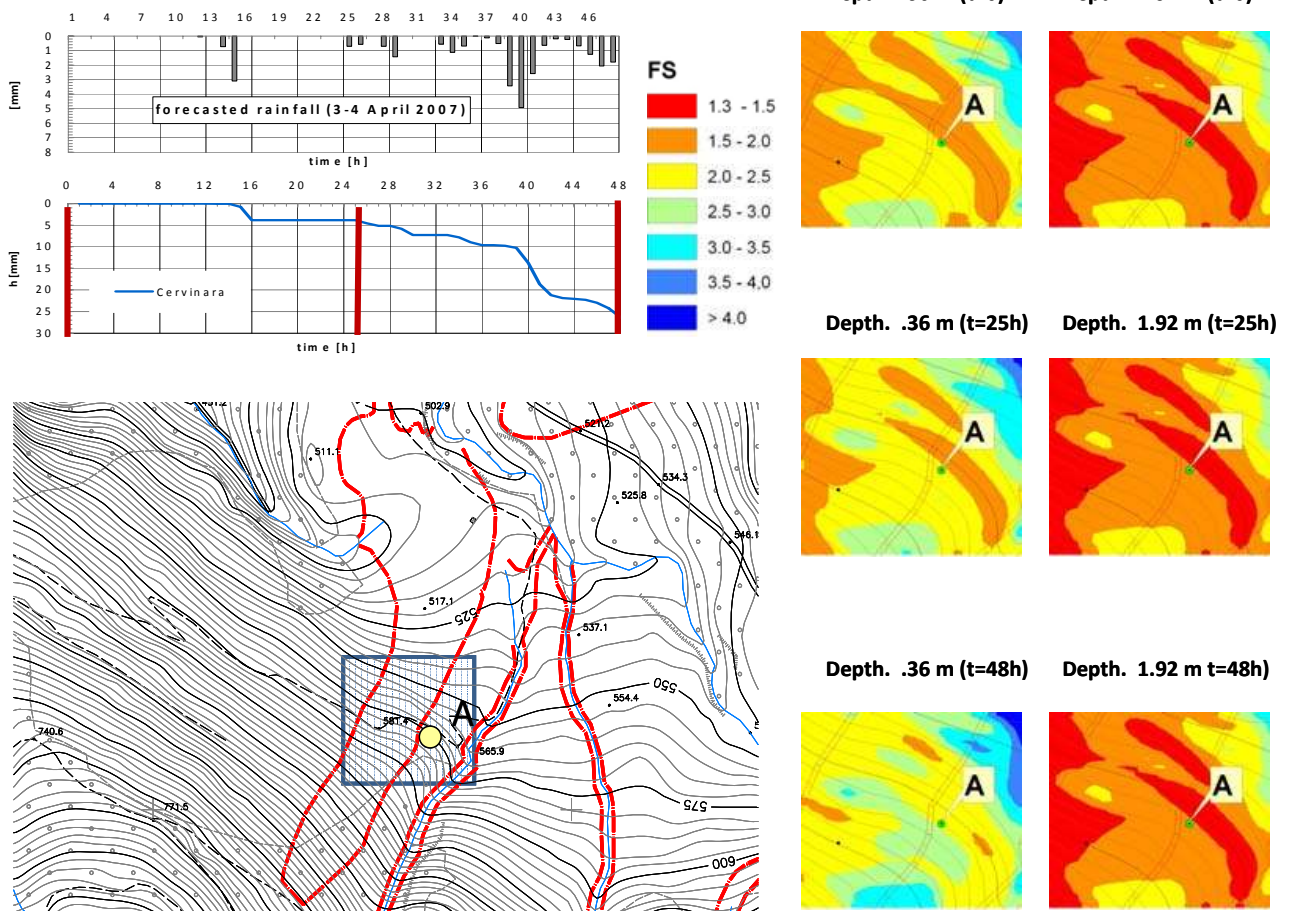 1 4 7 10 13 16 19 22 25 28 31 34 37 40 43 46
0
1
2
3
4
5
6
7
8
[mm]
forecasted rainfall (3-4 April 2007)
time [h]
0 4 8 12 16 20 24 28 32 36 40 44 48
0
5
10
15
20
25
30
h[mm]
Cervinara
time [h]
FS
1.3 - 1.5
1.5 - 2.0
2.0 - 2.5
2.5 - 3.0
3.0 - 3.5
3.5 - 4.0
> 4.0
A
A
Depth. .36 m (t=25h)
Depth. 1.92 m (t=25h)
A
A
Depth. .36 m (t=48h)
Depth. 1.92 m t=48h)
A
A
502.9
521.2
511.1
534.3
525.8
546.1
517.1
525
537.1
550
554.4
581.4
A
740.6
565.9
771.5
575
600